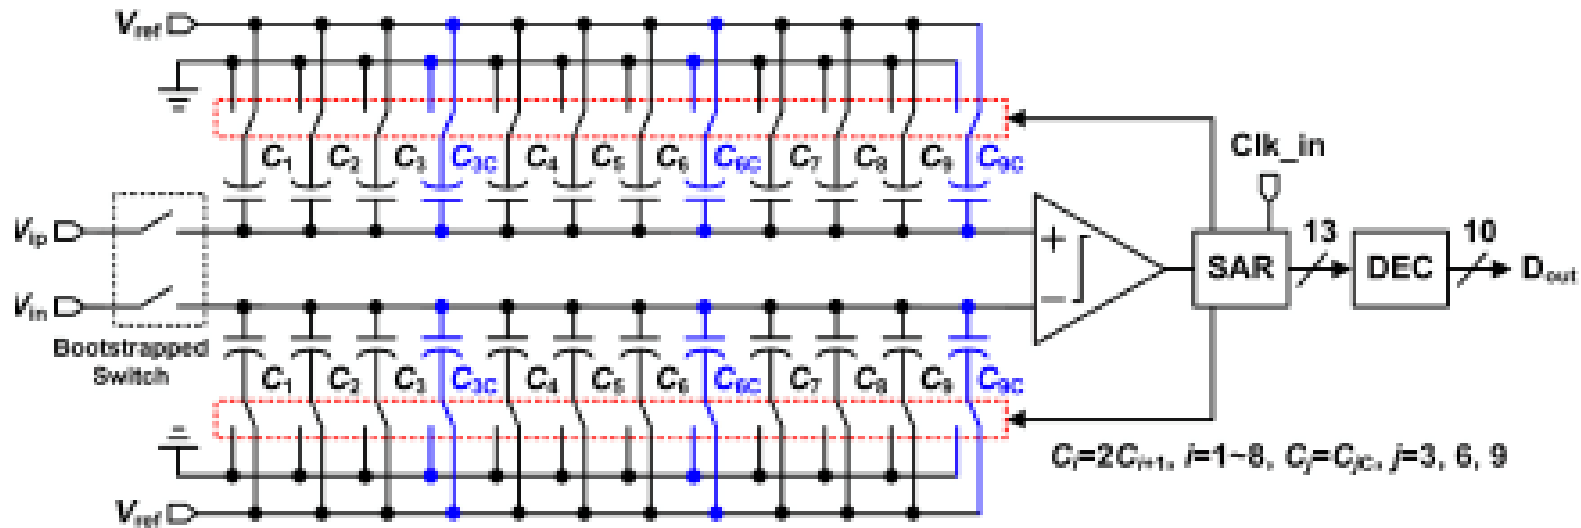 Vref
C1 C2 C3 C3C C4 C5 C6 C6C C7 C8 C9 C9C
Clk_in
Vip
+
SAR
13
DEC
10
Dout
Vin
−
Bootstrapped
Switch
C1 C2 C3 C3C C4 C5 C6 C6C C7 C8 C9 C9C
Ci=2Ci+1, i=1~8, Cj=CjC, j=3, 6, 9
Vref